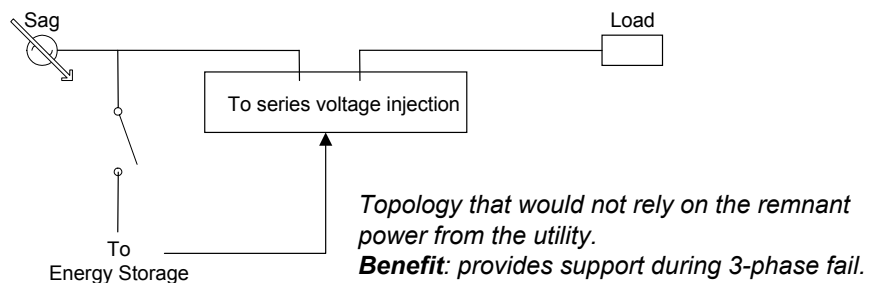 Sag
Load
To series voltage injection
To
Energy Storage
Topology that would not rely on the remnant
power from the utility.
Benefit: provides support during 3-phase fail.